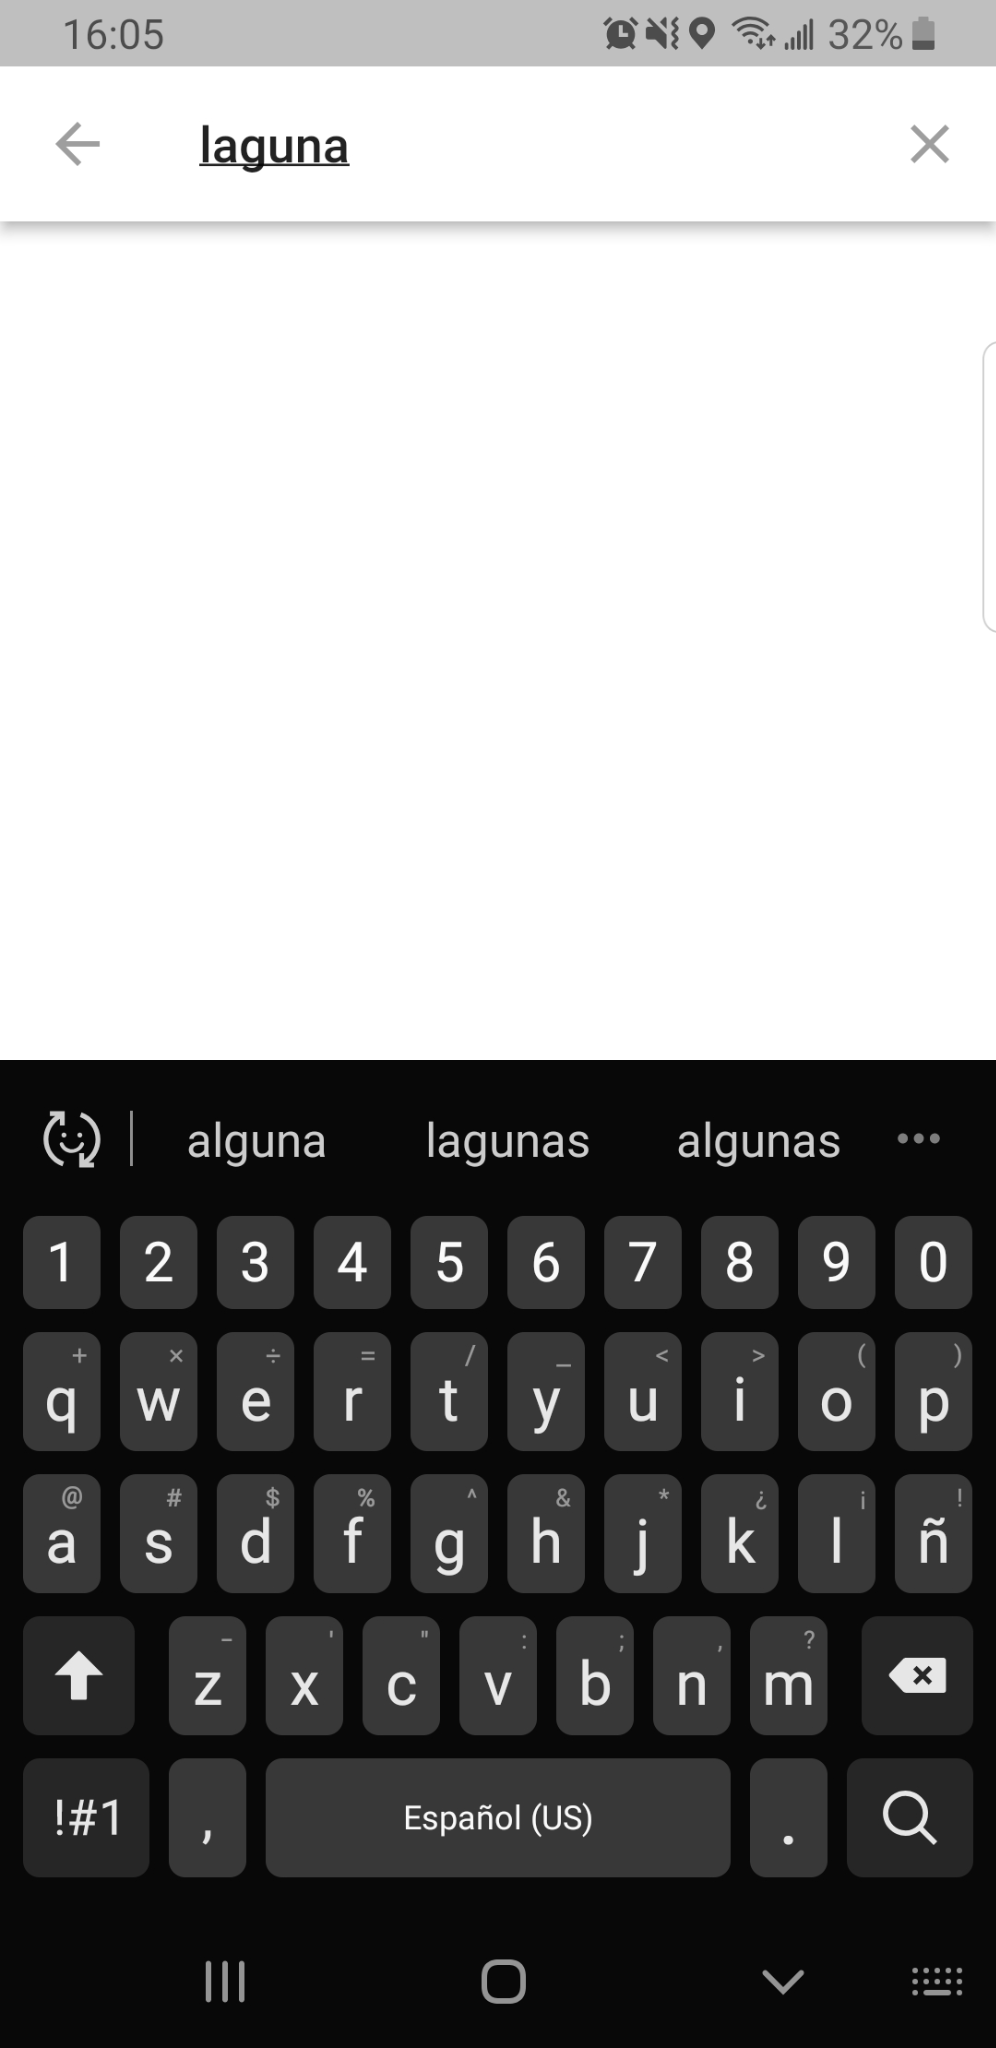 16:05 32%
laguna
alguna lagunas algunas
1 2 3 4 5 6 7 8 9 0
+ × ÷ = / _ < > ( )
q w e r t y u i o p
@ # $ % ^ & * ¿ ¡ !
a s d f g h j k l ñ
- ' " : ; , ?
z x c v b n m
!#1 , Español (US) .